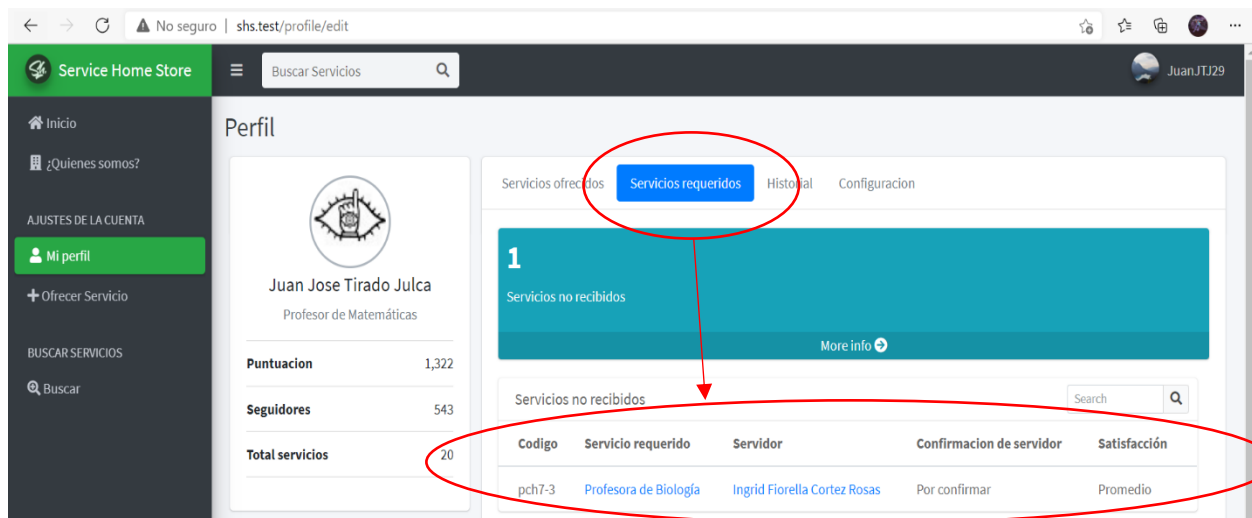 No seguro | shs.test/profile/edit
Service Home Store
Buscar Servicios
JuanJTJ29
Inicio
¿Quienes somos?
AJUSTES DE LA CUENTA
Mi perfil
Ofrecer Servicio
BUSCAR SERVICIOS
Buscar
Perfil
Juan Jose Tirado Julca
Profesor de Matemáticas
Puntuacion 1,322
Seguidores 543
Total servicios 20
Servicios ofrecidos Servicios requeridos Historial Configuracion
1
Servicios no recibidos
More info
Servicios no recibidos Search
Codigo Servicio requerido Servidor Confirmacion de servidor Satisfacción
pch7-3 Profesora de Biología Ingrid Fiorella Cortez Rosas Por confirmar Promedio